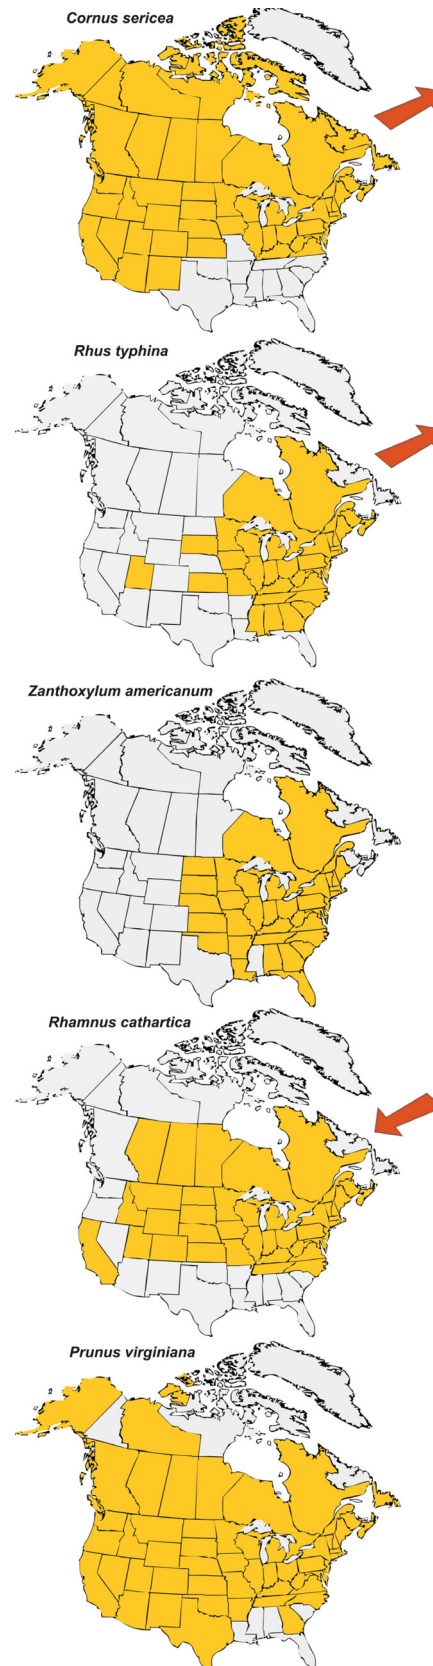 Cornus sericea
Rhus typhina
Zanthoxylum americanum
Rhamnus cathartica
Prunus virginiana